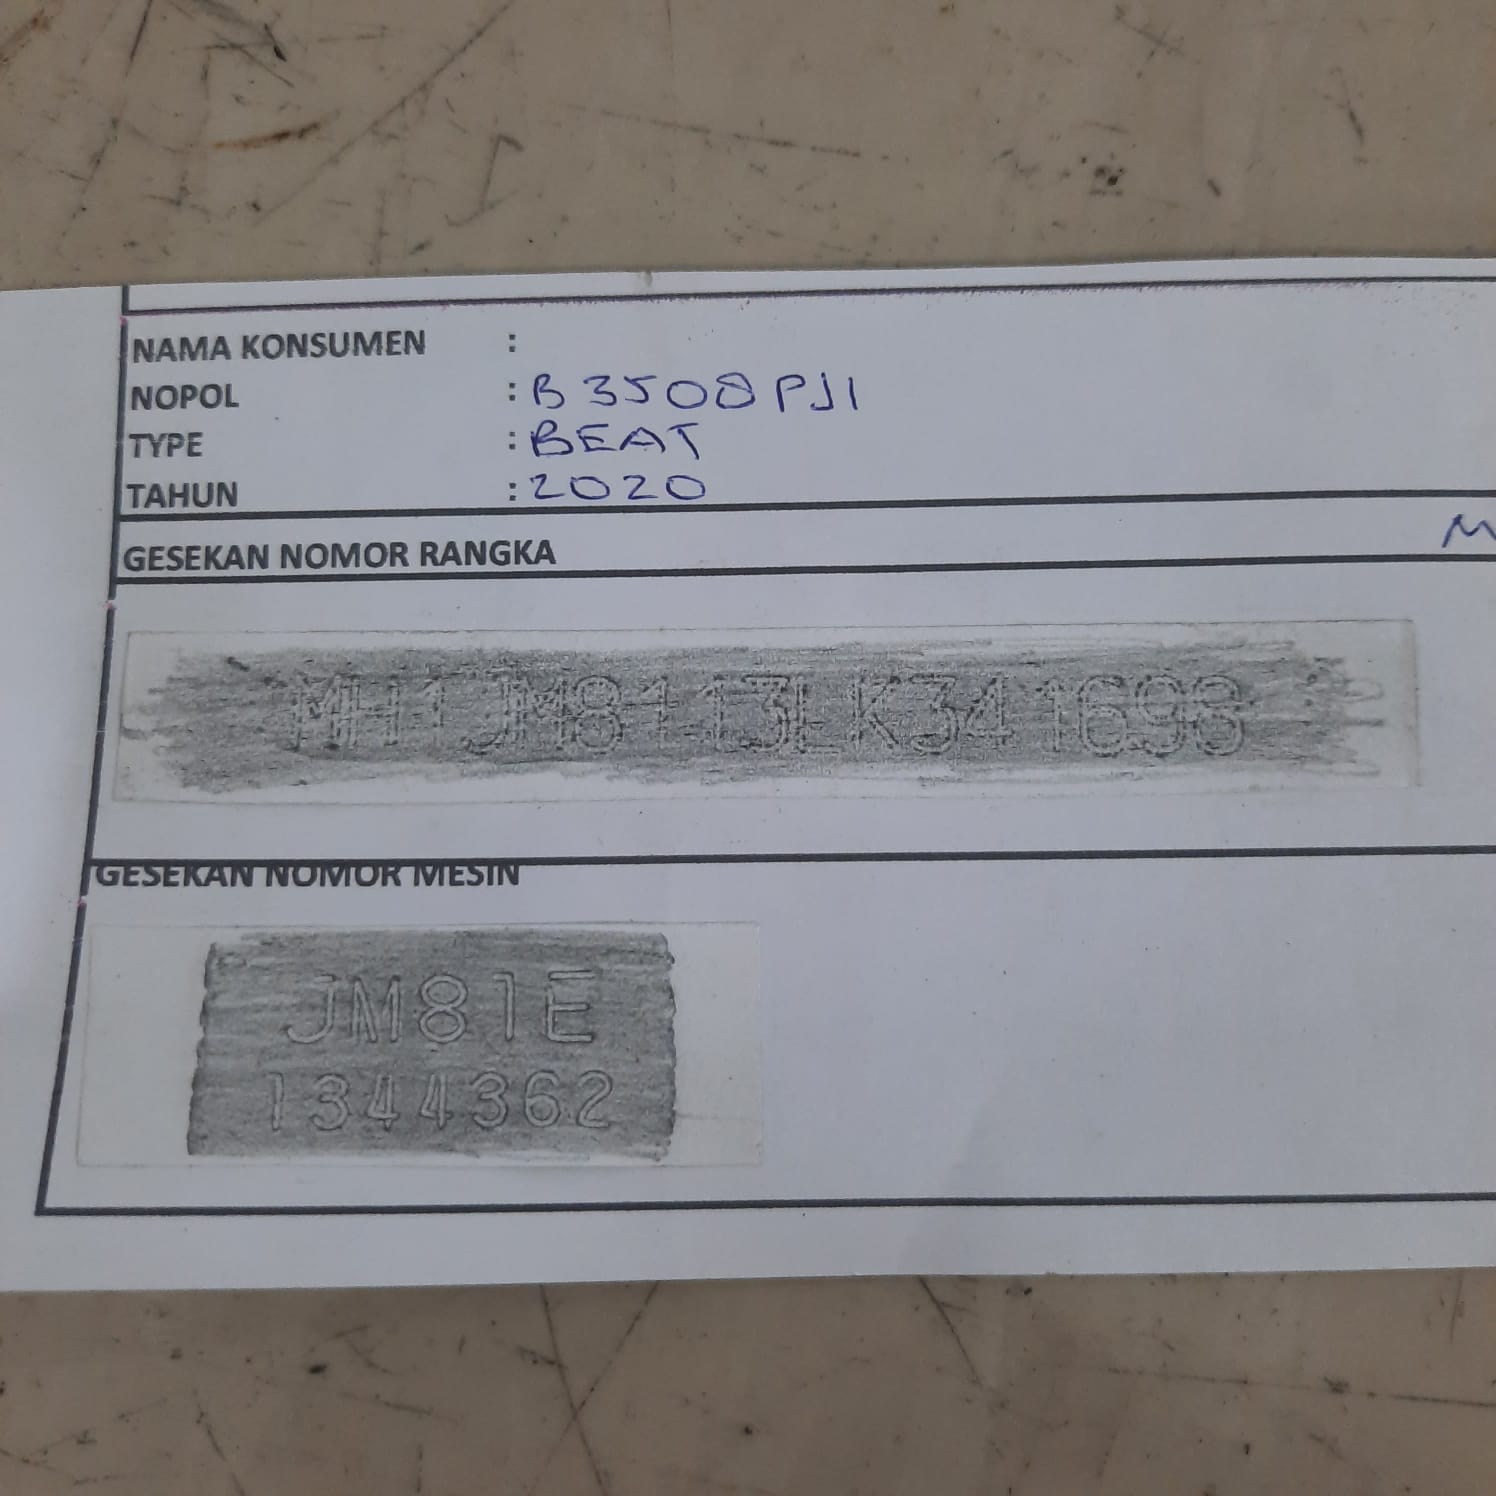 NAMA KONSUMEN :
NOPOL : B 3508 PJI
TYPE : BEAT
TAHUN : 2020
GESEKAN NOMOR RANGKA
MH1JM8113LK341698
GESEKAN NOMOR MESIN
JM81E
1344362